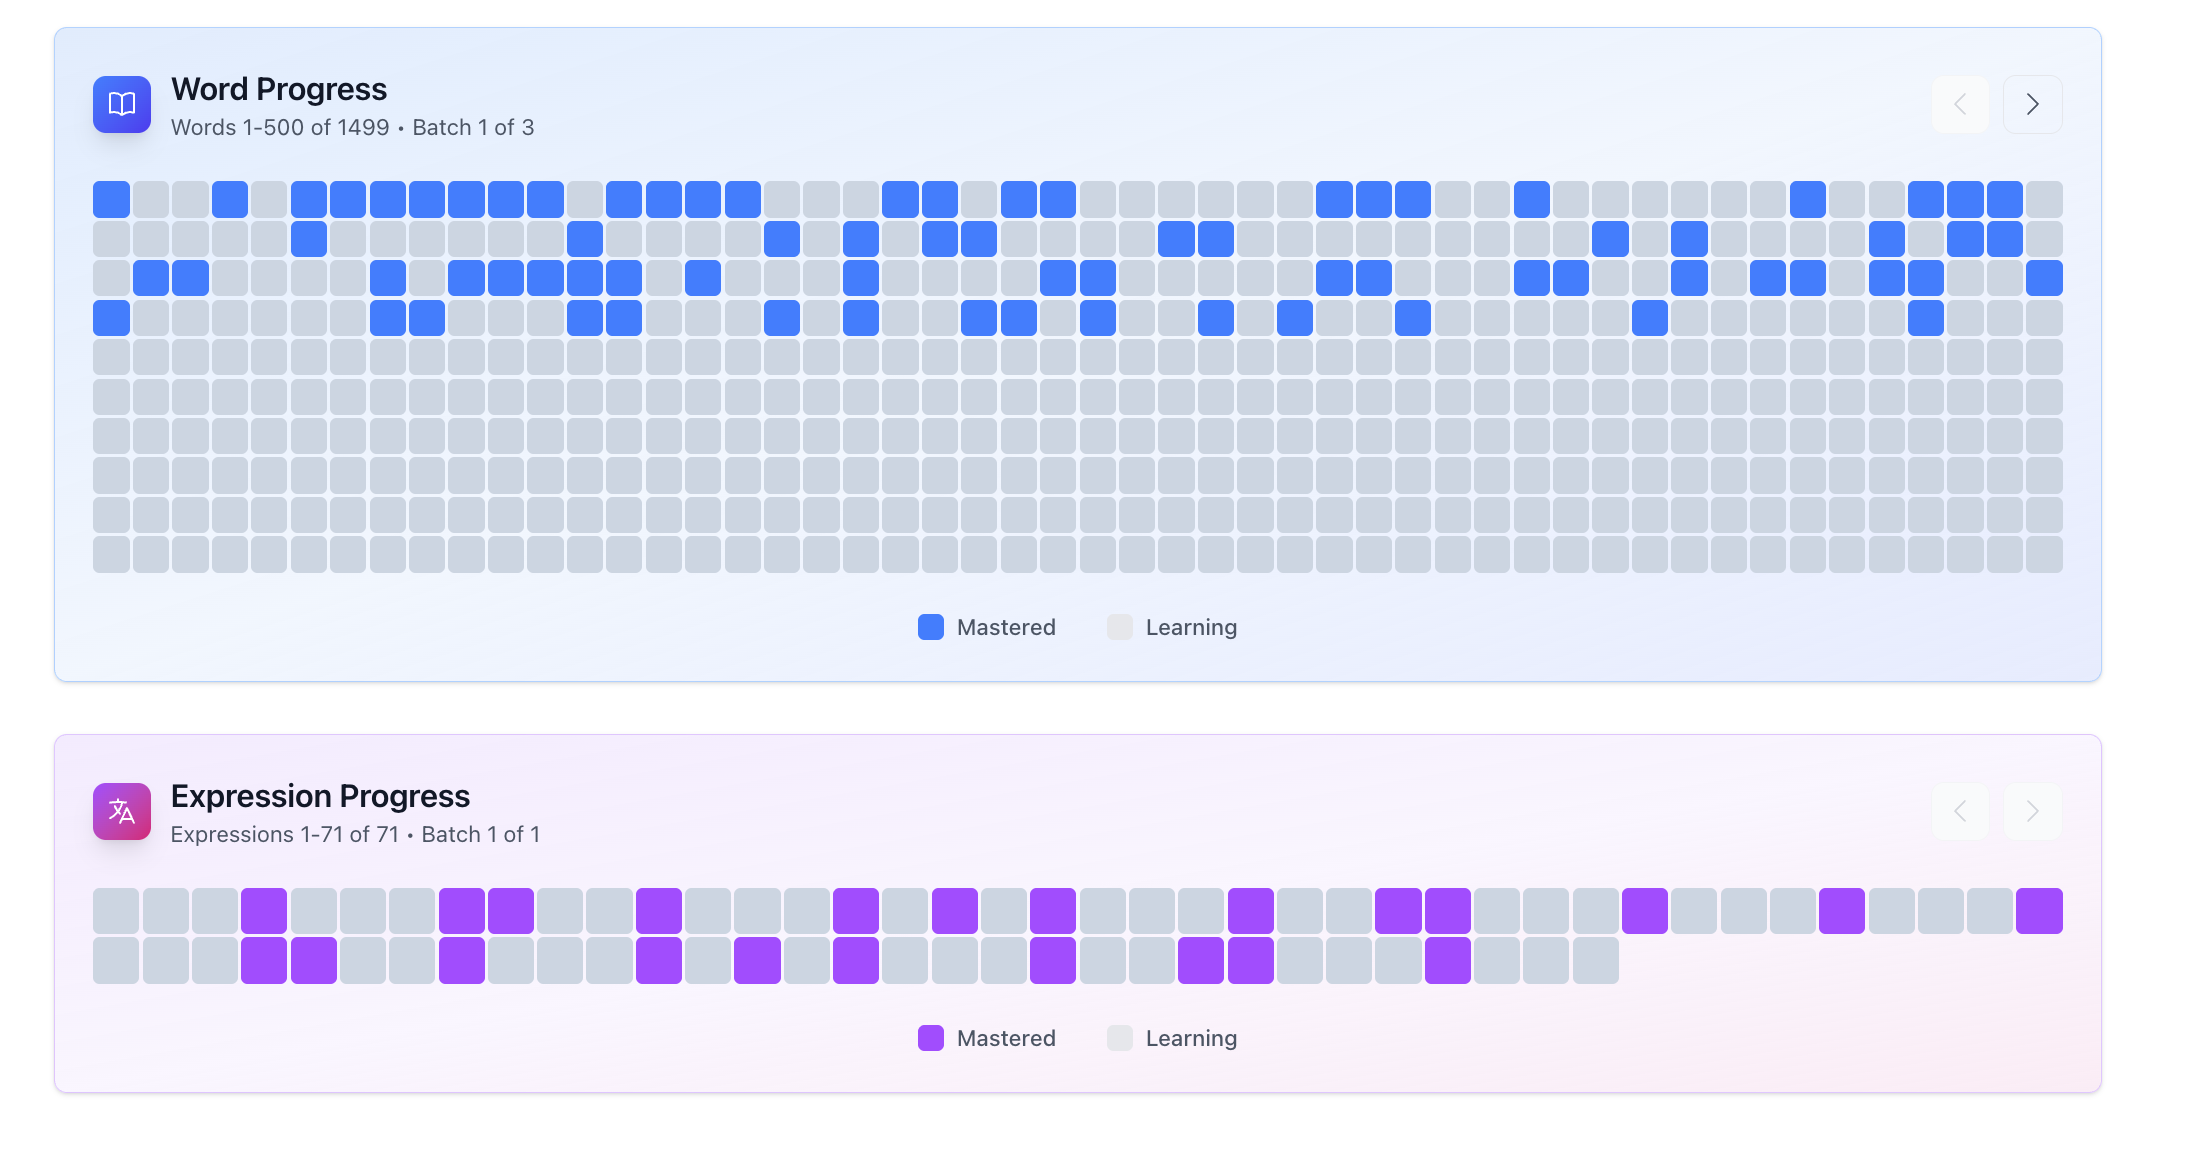 Word Progress
Words 1-500 of 1499 • Batch 1 of 3
Mastered
Learning
Expression Progress
Expressions 1-71 of 71 • Batch 1 of 1
Mastered
Learning